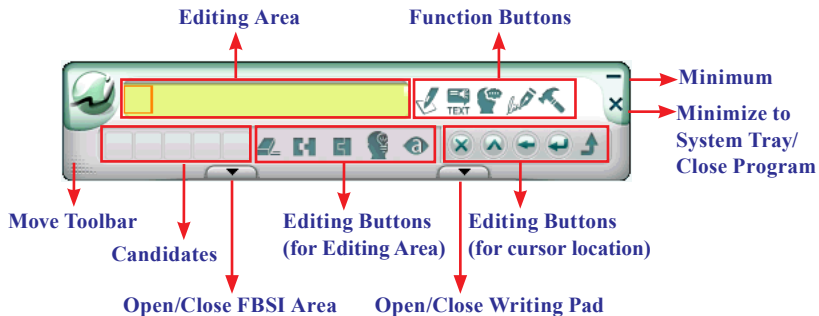 Editing Area
Function Buttons
Minimum
TEXT
Minimize to
System Tray/
Close Program
a
Move Toolbar
Editing Buttons
(for Editing Area)
Editing Buttons
(for cursor location)
Candidates
Open/Close FBSI Area
Open/Close Writing Pad